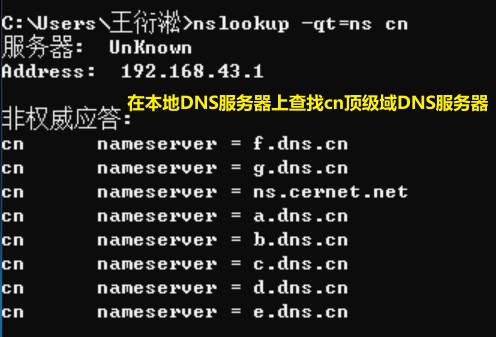 C:\Users\王衍淞>nslookup -qt=ns cn
服务器:  UnKnown
Address:  192.168.43.1
在本地DNS服务器上查找cn顶级域DNS服务器
非权威应答:
cn      nameserver = f.dns.cn
cn      nameserver = g.dns.cn
cn      nameserver = ns.cernet.net
cn      nameserver = a.dns.cn
cn      nameserver = b.dns.cn
cn      nameserver = c.dns.cn
cn      nameserver = d.dns.cn
cn      nameserver = e.dns.cn